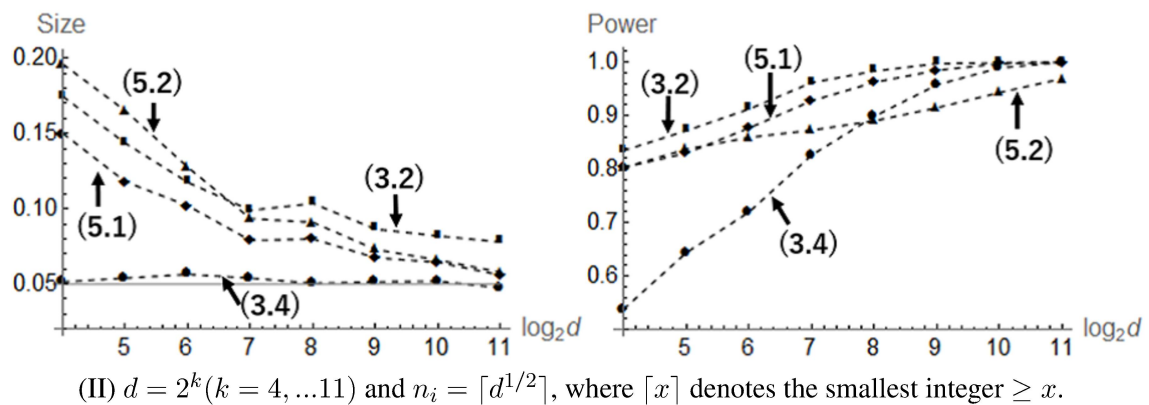 Size
0.20
(5.2)
0.15
(3.2)
0.10
(5.1)
0.05
(3.4)
log₂d
5 6 7 8 9 10 11
Power
1.0
(5.1)
(3.2)
0.9
(5.2)
0.8
0.7
(3.4)
0.6
log₂d
5 6 7 8 9 10 11
(II) d = 2ᵏ(k = 4, ...11) and nᵢ = ⌈d¹/²⌉, where ⌈x⌉ denotes the smallest integer ≥ x.